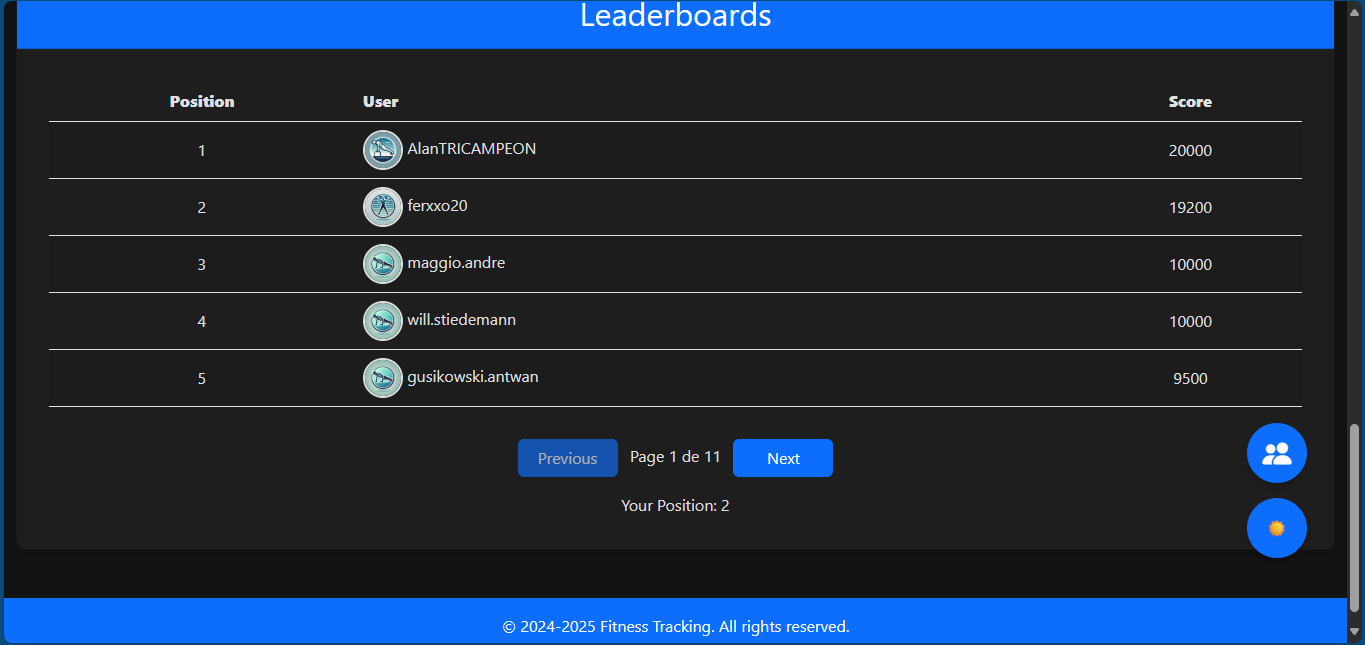 Leaderboards
Position User Score
1 AlanTRICAMPEON 20000
2 ferxxo20 19200
3 maggio.andre 10000
4 will.stiedemann 10000
5 gusikowski.antwan 9500
Previous Page 1 de 11 Next
Your Position: 2
© 2024-2025 Fitness Tracking. All rights reserved.